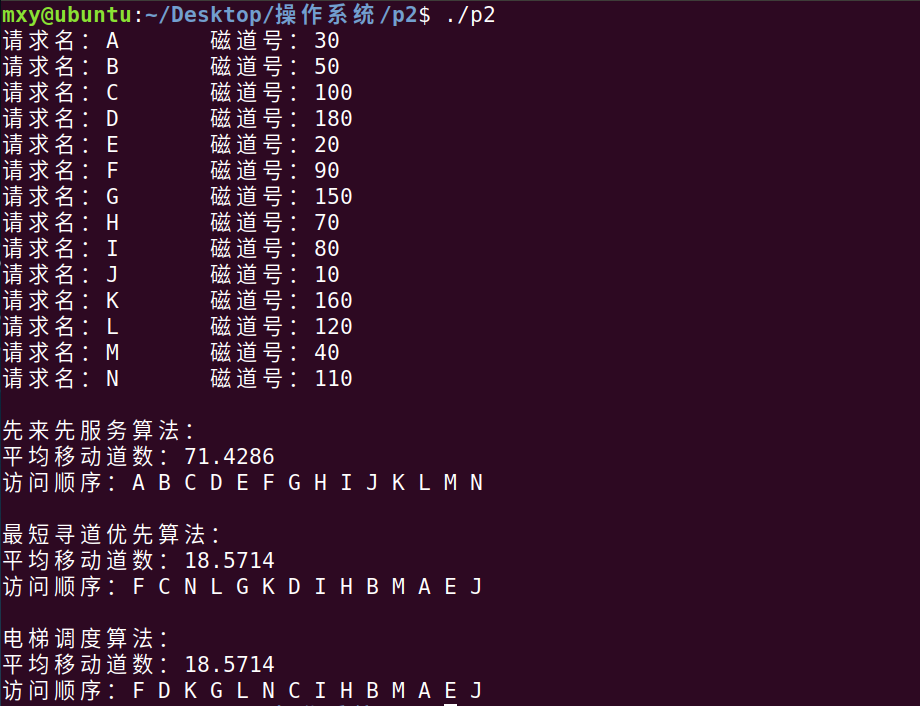 mxy@ubuntu:~/Desktop/操作系统/p2$ ./p2
请求名：A 磁道号：30
请求名：B 磁道号：50
请求名：C 磁道号：100
请求名：D 磁道号：180
请求名：E 磁道号：20
请求名：F 磁道号：90
请求名：G 磁道号：150
请求名：H 磁道号：70
请求名：I 磁道号：80
请求名：J 磁道号：10
请求名：K 磁道号：160
请求名：L 磁道号：120
请求名：M 磁道号：40
请求名：N 磁道号：110
先来先服务算法：
平均移动道数：71.4286
访问顺序：A B C D E F G H I J K L M N
最短寻道优先算法：
平均移动道数：18.5714
访问顺序：F C N L G K D I H B M A E J
电梯调度算法：
平均移动道数：18.5714
访问顺序：F D K G L N C I H B M A E J